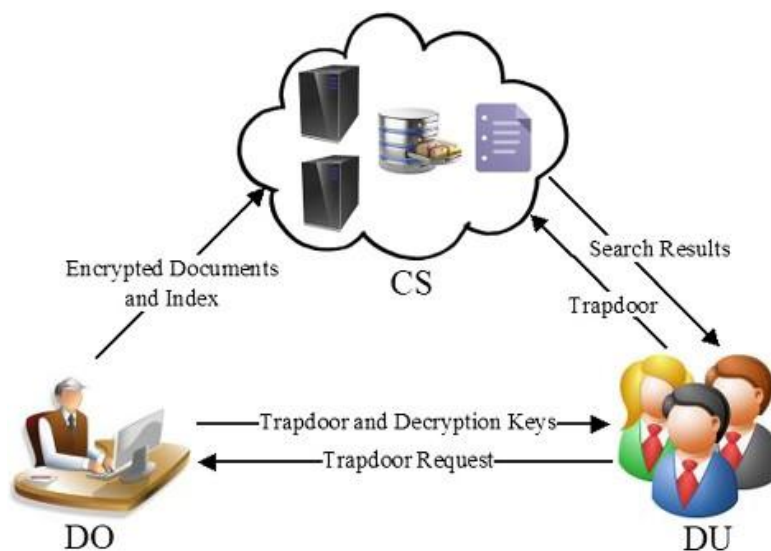 Encrypted Documents
and Index
CS
Search Results
Trapdoor
Trapdoor and Decryption Keys
Trapdoor Request
DO
DU